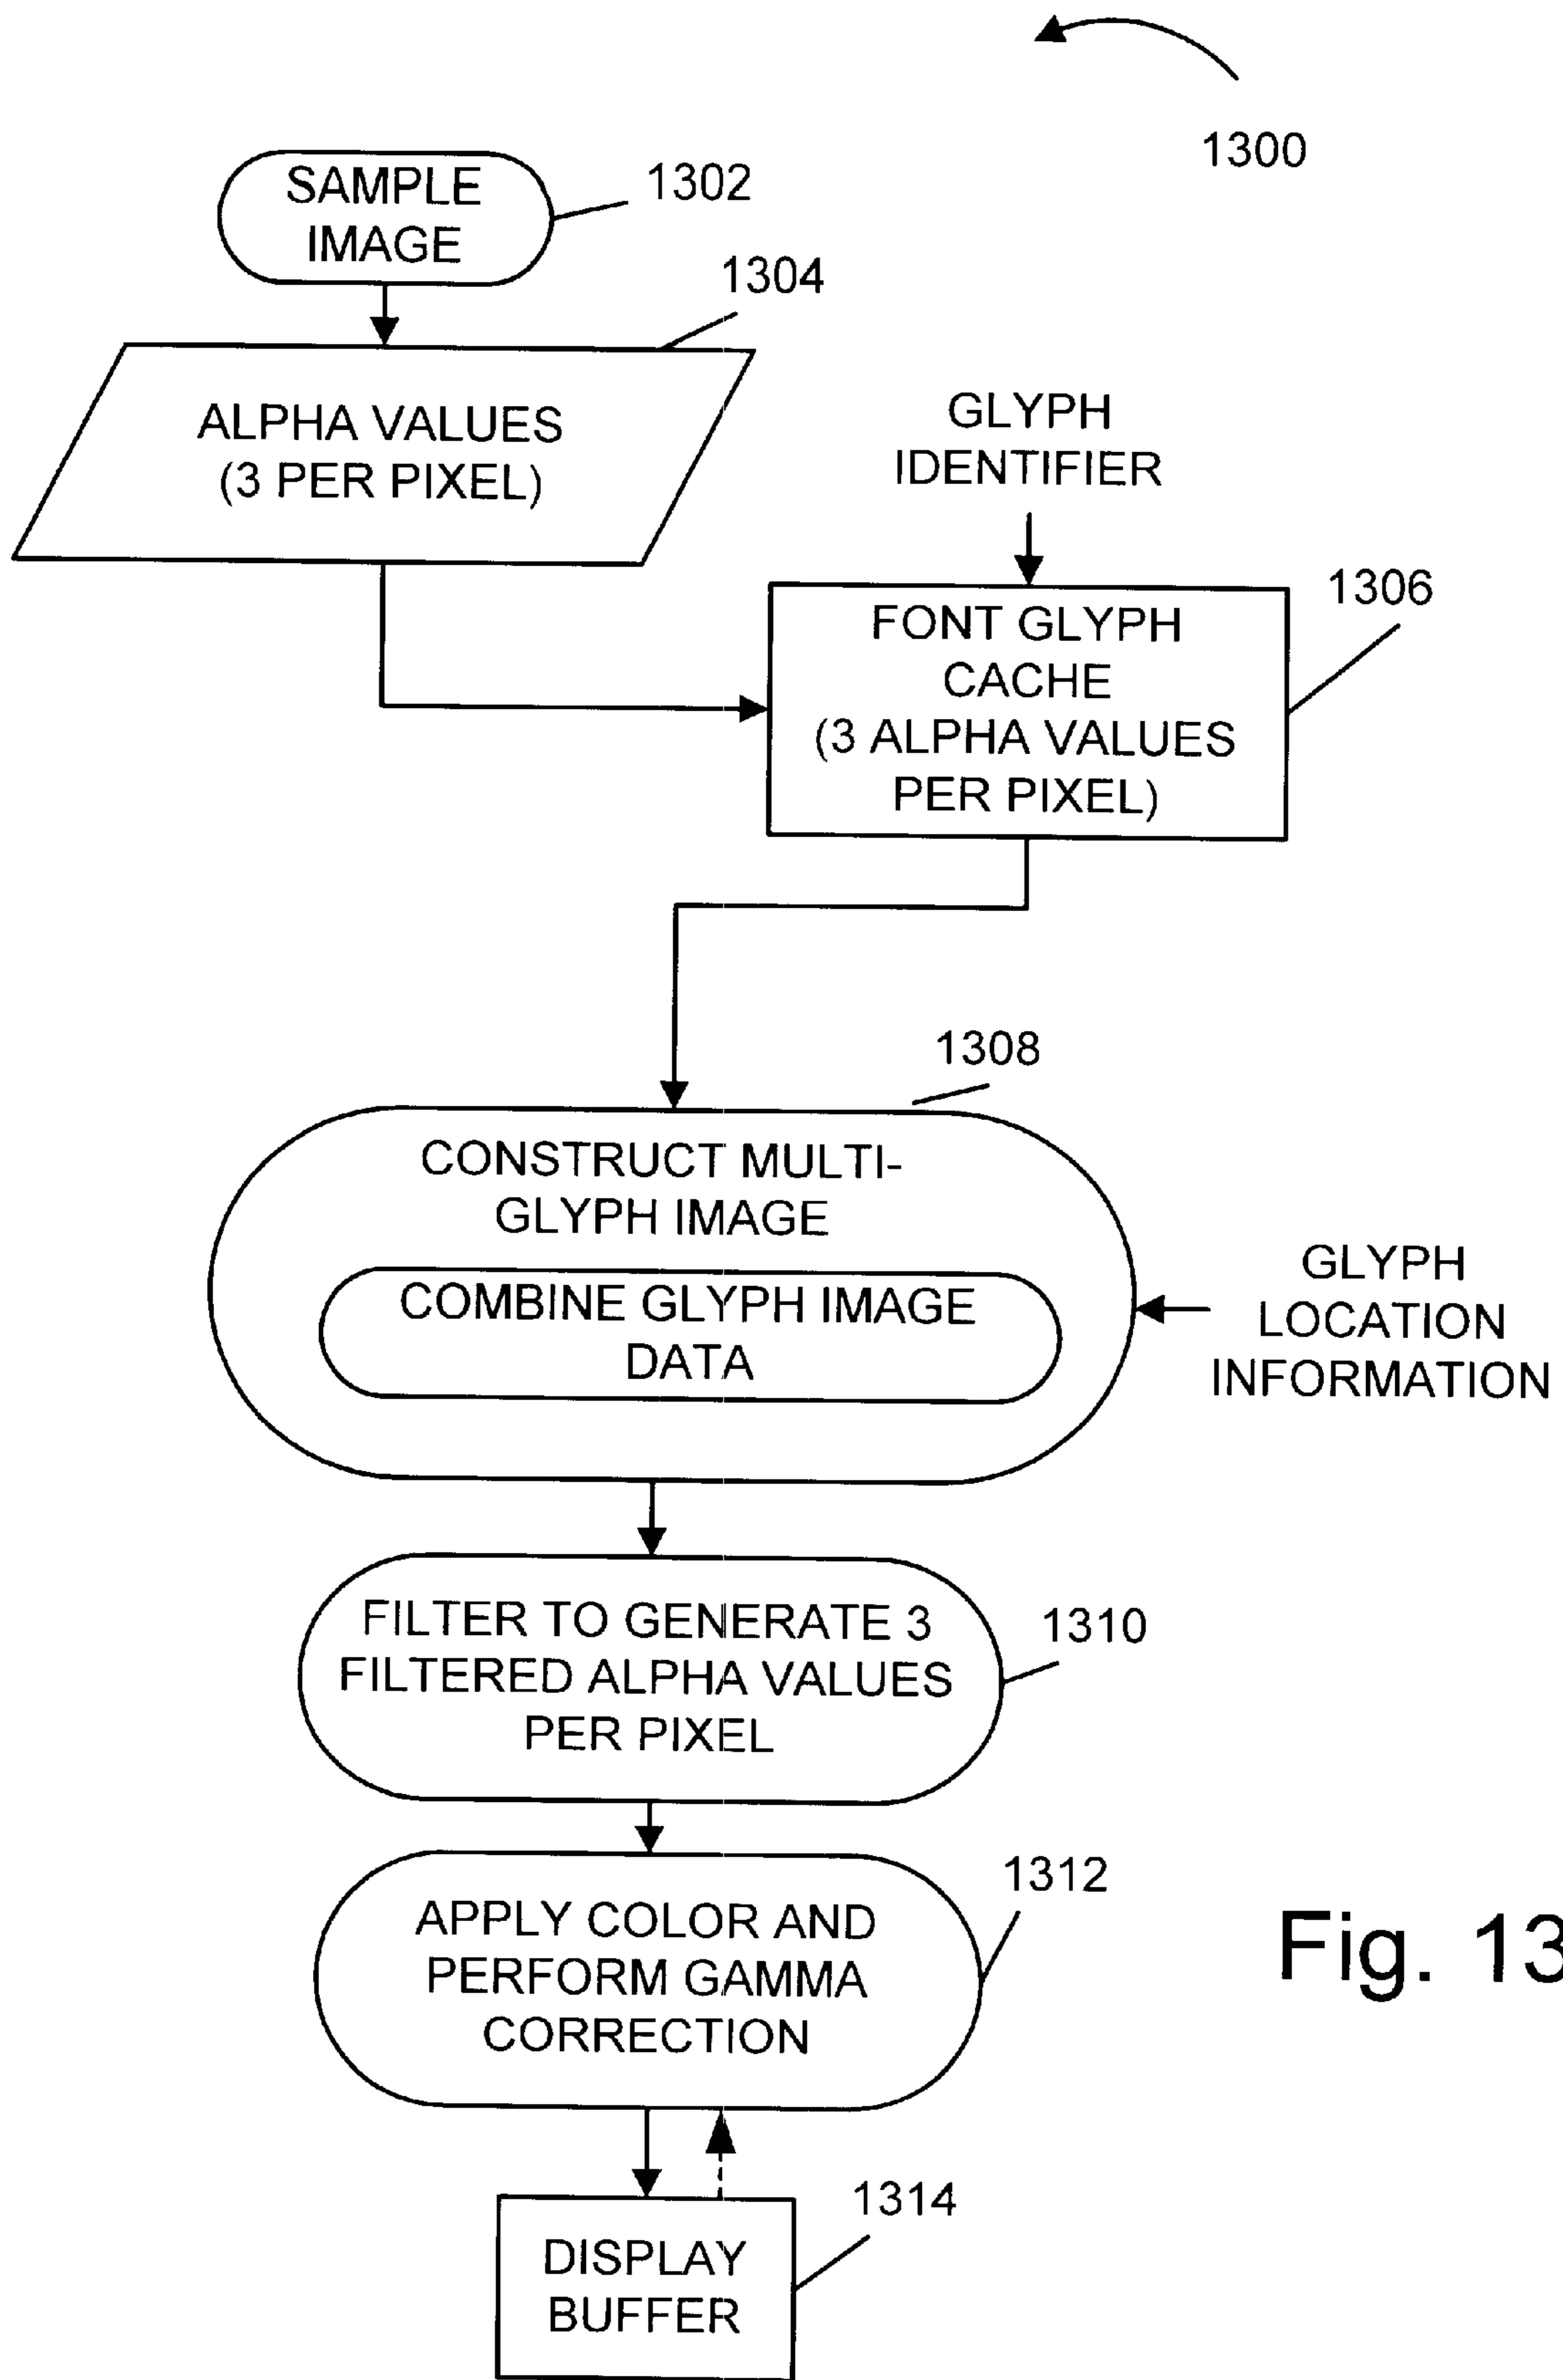 1300
SAMPLE
IMAGE
1302
1304
ALPHA VALUES
(3 PER PIXEL)
GLYPH
IDENTIFIER
1306
FONT GLYPH
CACHE
(3 ALPHA VALUES
PER PIXEL)
1308
CONSTRUCT MULTI-
GLYPH IMAGE
COMBINE GLYPH IMAGE
DATA
GLYPH
LOCATION
INFORMATION
FILTER TO GENERATE 3
FILTERED ALPHA VALUES
PER PIXEL
1310
1312
APPLY COLOR AND
PERFORM GAMMA
CORRECTION
Fig. 13
1314
DISPLAY
BUFFER